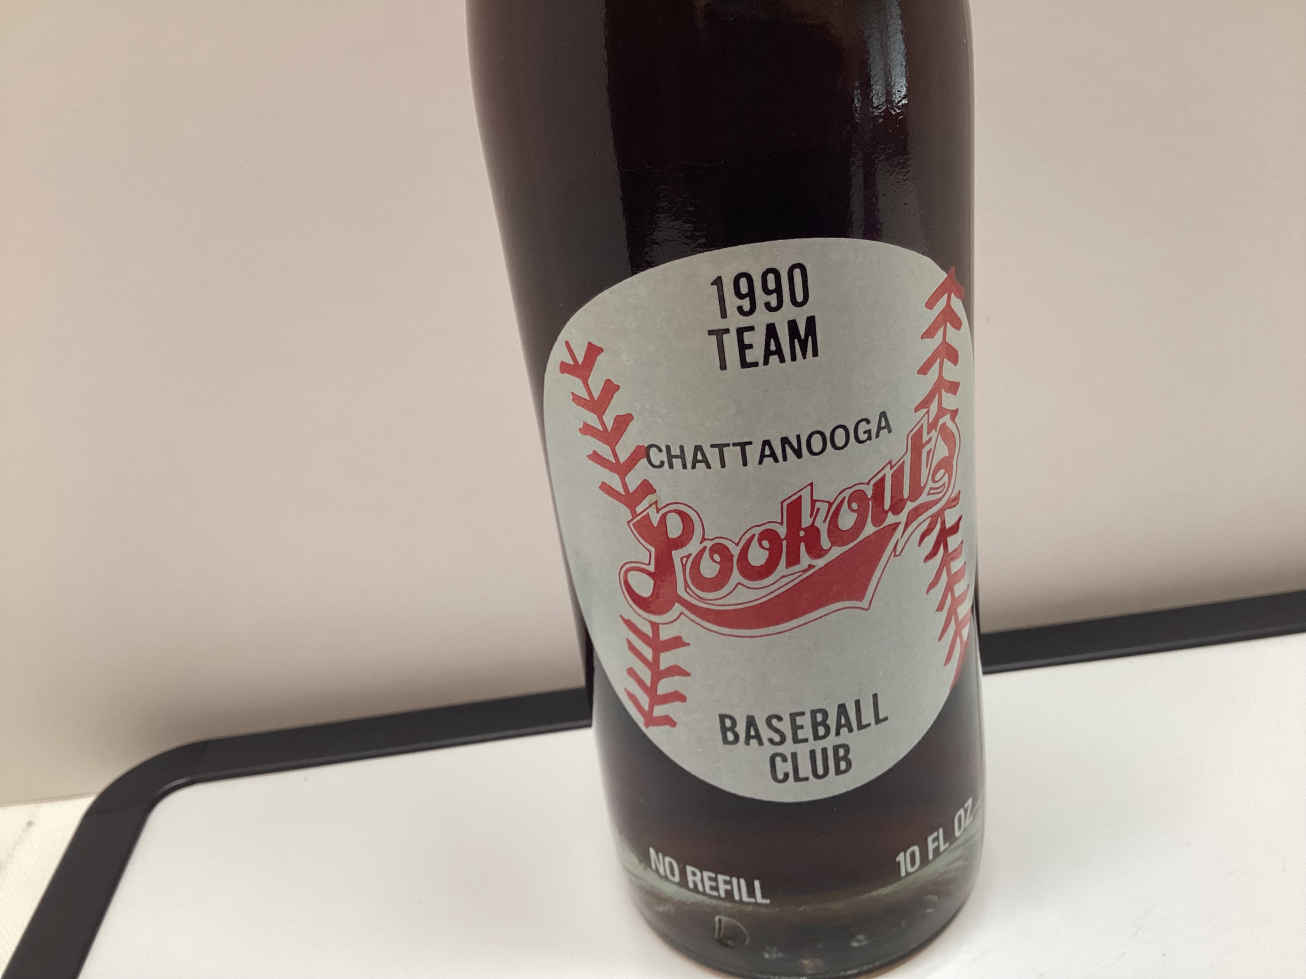 1990
TEAM
CHATTANOOGA
Lookouts
BASEBALL
CLUB
NO REFILL
10 FL OZ